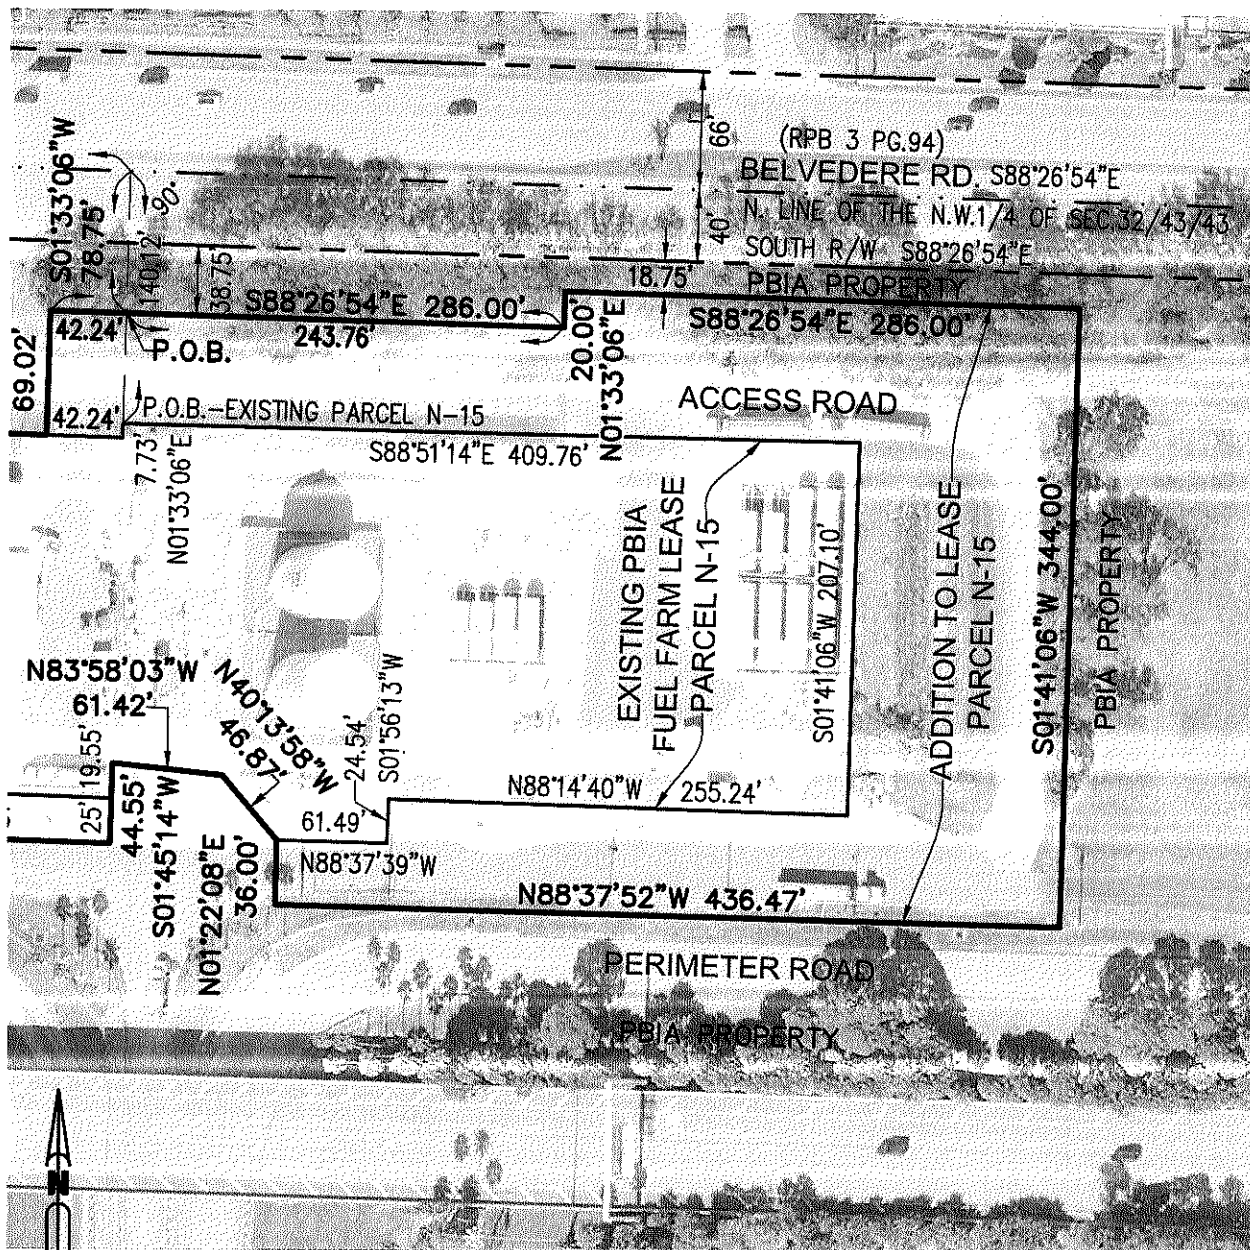 66'
(RPB 3 PG.94)
BELVEDERE RD. S88°26'54"E
N. LINE OF THE N.W.1/4 OF SEC.32/43/43
40'
SOUTH R/W S88°26'54"E
PBIA PROPERTY
18.75'
S01°33'06"W
78.75'
90°
140.12'
38.75'
S88°26'54"E 286.00'
243.76'
42.24'
P.O.B.
69.02'
20.00'
N01°33'06"E
S88°26'54"E 286.00'
ACCESS ROAD
42.24'
P.O.B.-EXISTING PARCEL N-15
S88°51'14"E 409.76'
7.73'
N01°33'06"E
EXISTING PBIA
FUEL FARM LEASE
PARCEL N-15
S01°41'06"W 207.10'
ADDITION TO LEASE
PARCEL N-15
S01°41'06"W 344.00'
PBIA PROPERTY
N83°58'03"W
61.42'
N40°13'58"W
46.87'
24.54'
S01°56'13"W
19.55'
25'
44.55'
S01°45'14"W
N01°22'08"E
36.00'
61.49'
N88°37'39"W
N88°14'40"W 255.24'
N88°37'52"W 436.47'
PERIMETER ROAD
PBIA PROPERTY
N